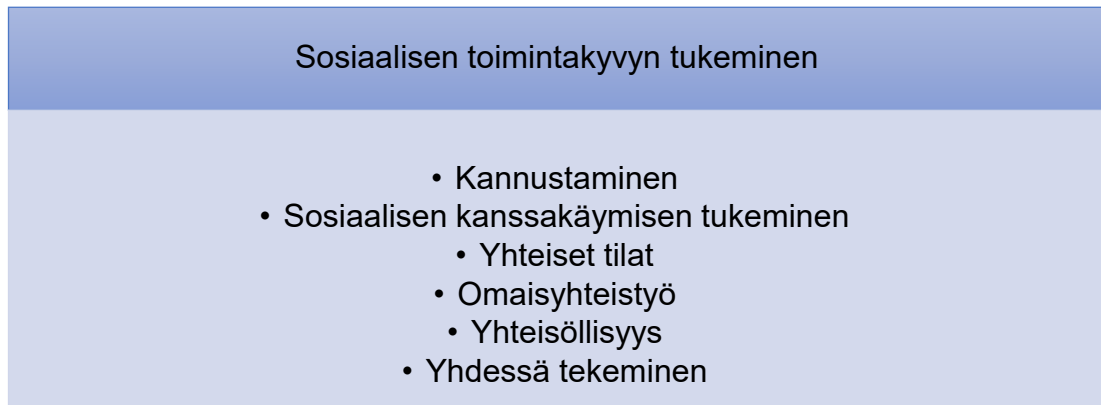 Sosiaalisen toimintakyvyn tukeminen
• Kannustaminen
• Sosiaalisen kanssakäymisen tukeminen
• Yhteiset tilat
• Omaisyhteistyö
• Yhteisöllisyys
• Yhdessä tekeminen